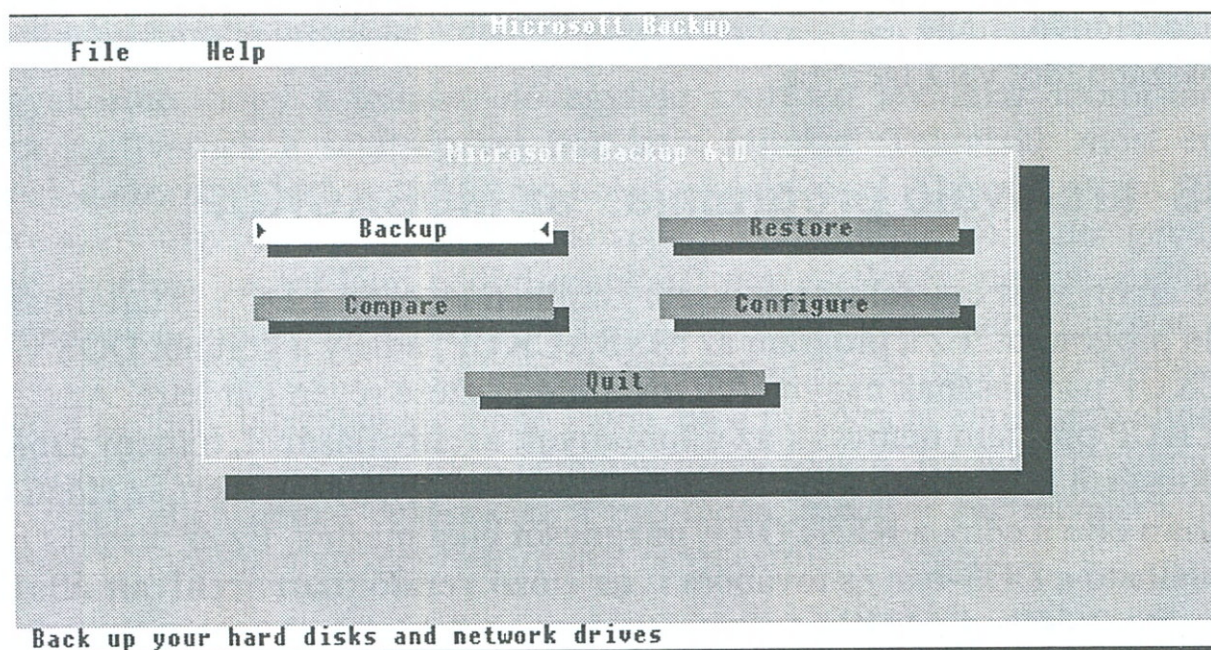 Microsoft Backup
File Help
Microsoft Backup 6.0
Backup Restore
Compare Configure
Quit
Back up your hard disks and network drives